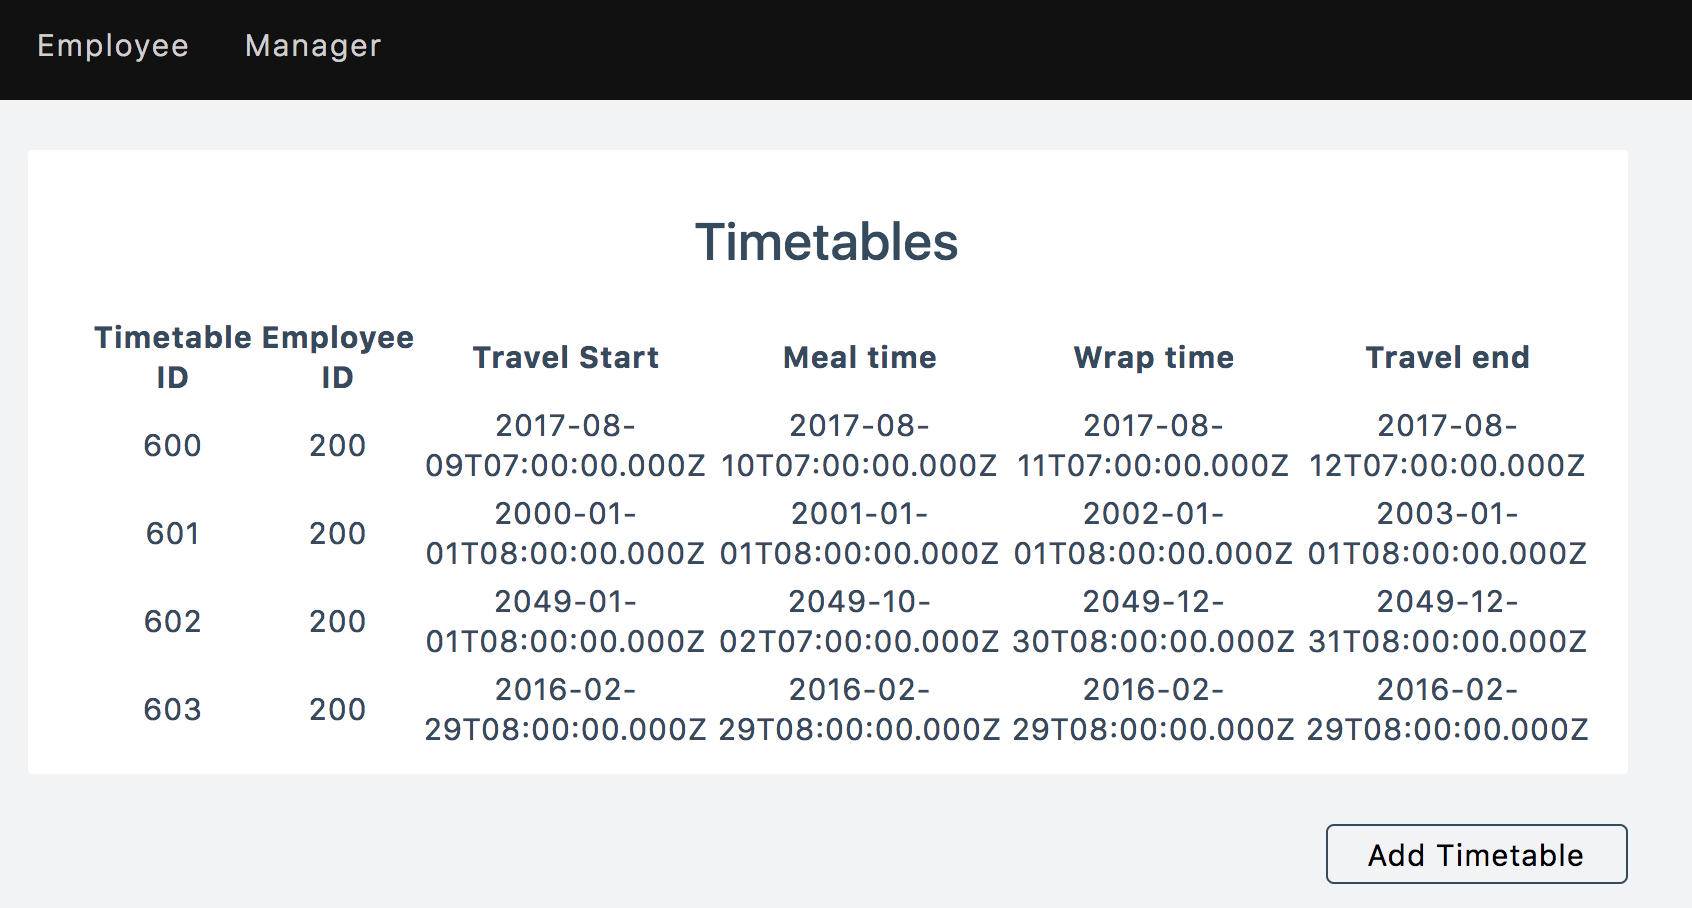 Employee Manager
Timetables
Timetable ID Employee ID Travel Start Meal time Wrap time Travel end
600 200 2017-08-09T07:00:00.000Z 2017-08-10T07:00:00.000Z 2017-08-11T07:00:00.000Z 2017-08-12T07:00:00.000Z
601 200 2000-01-01T08:00:00.000Z 2001-01-01T08:00:00.000Z 2002-01-01T08:00:00.000Z 2003-01-01T08:00:00.000Z
602 200 2049-01-01T08:00:00.000Z 2049-10-02T07:00:00.000Z 2049-12-30T08:00:00.000Z 2049-12-31T08:00:00.000Z
603 200 2016-02-29T08:00:00.000Z 2016-02-29T08:00:00.000Z 2016-02-29T08:00:00.000Z 2016-02-29T08:00:00.000Z
Add Timetable